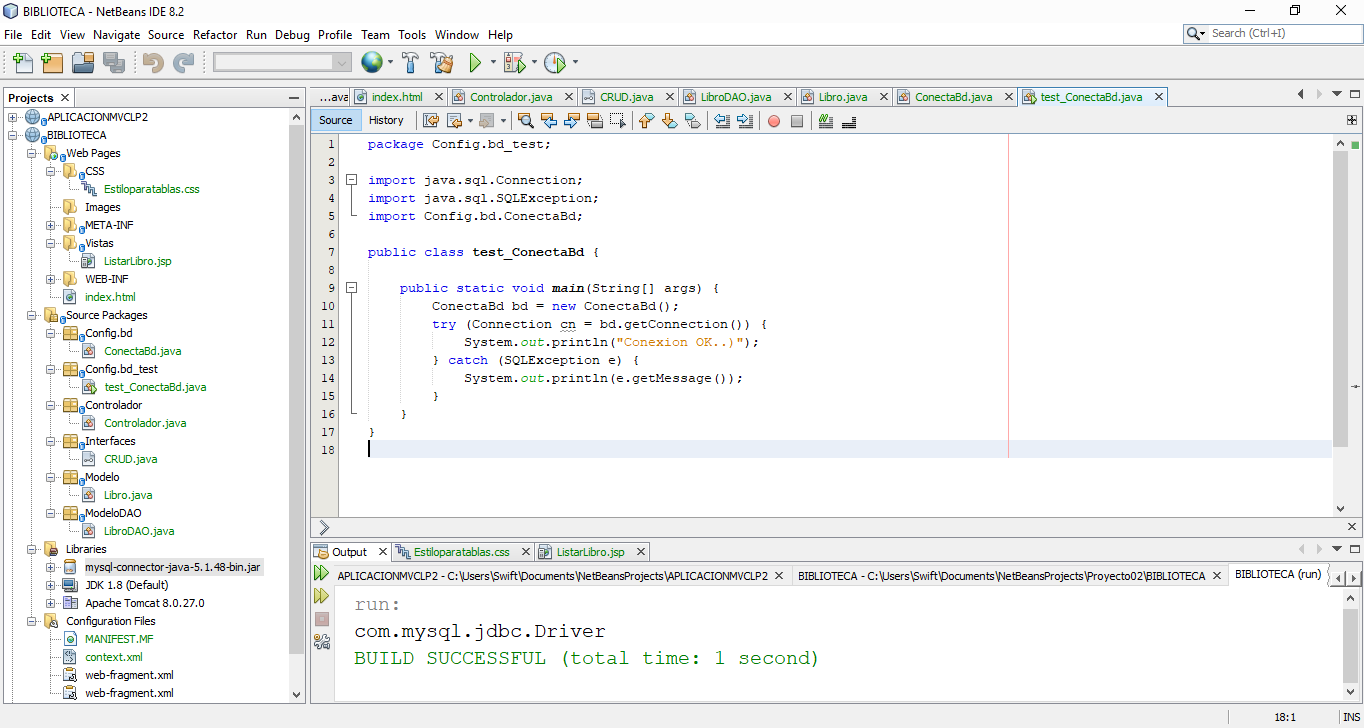 BIBLIOTECA - NetBeans IDE 8.2
File Edit View Navigate Source Refactor Run Debug Profile Team Tools Window Help
Search (Ctrl+I)
Projects
APLICACIONMVCLP2
BIBLIOTECA
Web Pages
CSS
Estiloparatablas.css
Images
META-INF
Vistas
ListarLibro.jsp
WEB-INF
index.html
Source Packages
Config.bd
ConectaBd.java
Config.bd_test
test_ConectaBd.java
Controlador
Controlador.java
Interfaces
CRUD.java
Modelo
Libro.java
ModeloDAO
LibroDAO.java
Libraries
mysql-connector-java-5.1.48-bin.jar
JDK 1.8 (Default)
Apache Tomcat 8.0.27.0
Configuration Files
MANIFEST.MF
context.xml
web-fragment.xml
web-fragment.xml
...ava index.html Controlador.java CRUD.java LibroDAO.java Libro.java ConectaBd.java test_ConectaBd.java
Source History
1 package Config.bd_test;
2
3 import java.sql.Connection;
4 import java.sql.SQLException;
5 import Config.bd.ConectaBd;
6
7 public class test_ConectaBd {
8
9 public static void main(String[] args) {
10 ConectaBd bd = new ConectaBd();
11 try (Connection cn = bd.getConnection()) {
12 System.out.println("Conexion OK..)");
13 } catch (SQLException e) {
14 System.out.println(e.getMessage());
15 }
16 }
17 }
18
Output Estiloparatablas.css ListarLibro.jsp
APLICACIONMVCLP2 - C:\Users\Swift\Documents\NetBeansProjects\APLICACIONMVCLP2 BIBLIOTECA - C:\Users\Swift\Documents\NetBeansProjects\Proyecto02\BIBLIOTECA BIBLIOTECA (run)
run:
com.mysql.jdbc.Driver
BUILD SUCCESSFUL (total time: 1 second)
18:1 INS